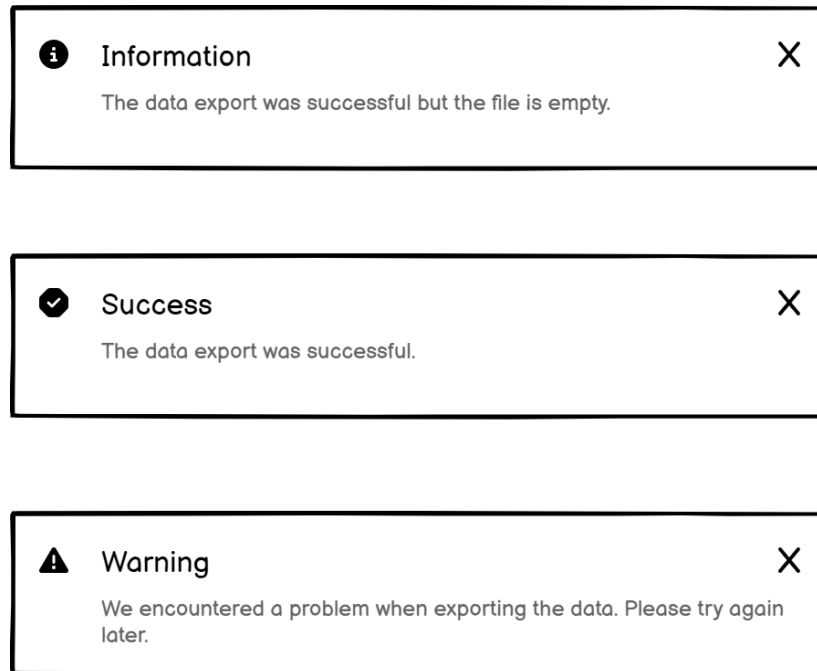 Information
The data export was successful but the file is empty.
Success
The data export was successful.
Warning
We encountered a problem when exporting the data. Please try again
later.